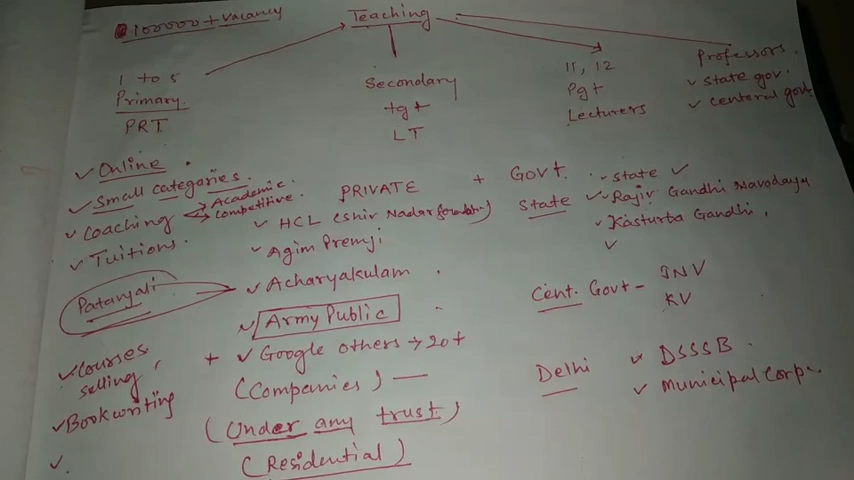 100000+ Vacancy
Teaching
1 to 5
Primary
PRT
Secondary
tgt
LT
11, 12
Pgt
Lecturers
Professors.
state gov.
centeral govt.
Online
Small categories.
Coaching
Academic.
Competitive.
Tuitions.
Patanjali
Courses selling,
Book writing
PRIVATE + GOVT.
HCL (Shiv Nadar
Agim Premji
Acharyakulam
Army Public
+ Google others → 20+
(Companies) —
(Under any trust)
(Residential)
state
State
Rajiv Gandhi Navodaya
Kasturba Gandhi,
Cent. Govt - JNV
KV
Delhi
DSSSB
Municipal Corp